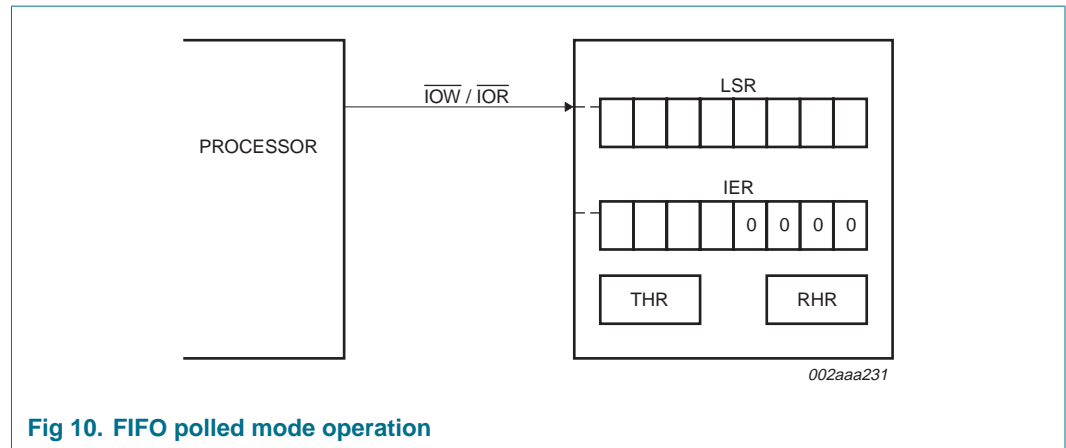 PROCESSOR
IOW / IOR
LSR
IER
0 0 0 0
THR
RHR
002aaa231
Fig 10. FIFO polled mode operation